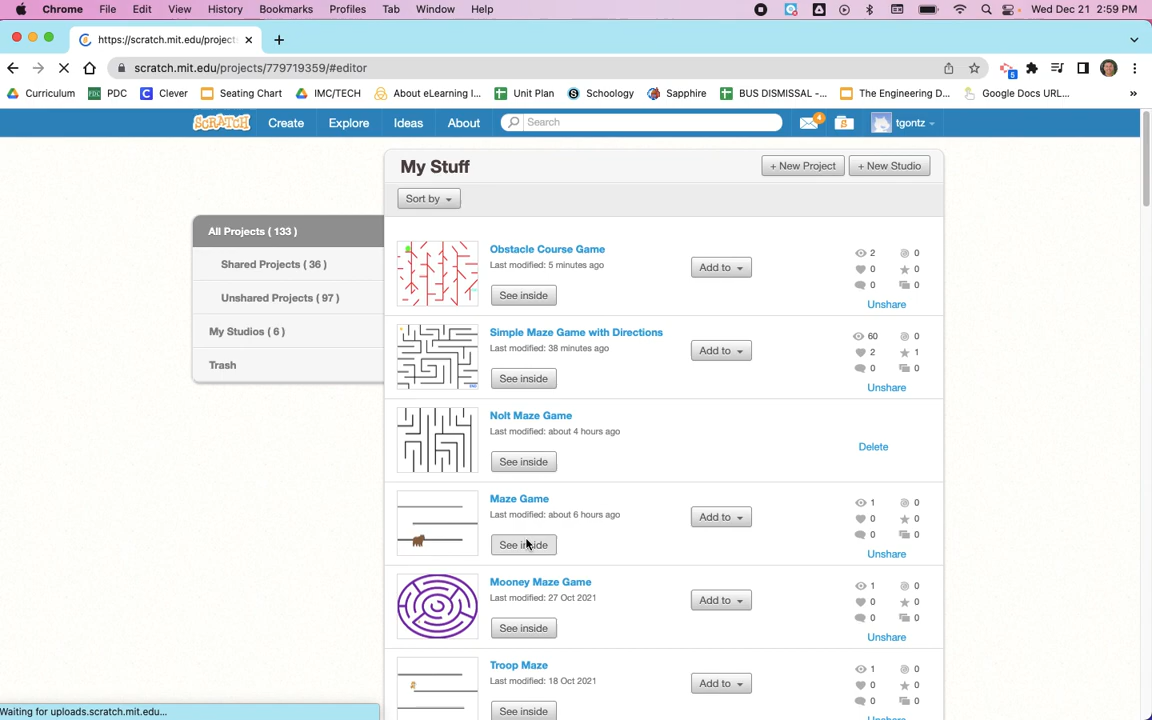 Chrome File Edit View History Bookmarks Profiles Tab Window Help Wed Dec 21 2:59 PM
https://scratch.mit.edu/project
scratch.mit.edu/projects/779719359/#editor 5
Curriculum PDC Clever Seating Chart IMC/TECH About eLearning I... Unit Plan Schoology Sapphire BUS DISMISSAL -... The Engineering D... Google Docs URL... »
SCRATCH Create Explore Ideas About Search 4 tgontz
My Stuff + New Project + New Studio
Sort by
All Projects ( 133 )
Shared Projects ( 36 )
Unshared Projects ( 97 )
My Studios ( 6 )
Trash
Obstacle Course Game
Last modified: 5 minutes ago
See inside
Add to
2 0
0 0
0 0
Unshare
Simple Maze Game with Directions
Last modified: 38 minutes ago
See inside
Add to
60 0
2 1
0 0
Unshare
Nolt Maze Game
Last modified: about 4 hours ago
See inside
Delete
Maze Game
Last modified: about 6 hours ago
See inside
Add to
1 0
0 0
0 0
Unshare
Mooney Maze Game
Last modified: 27 Oct 2021
See inside
Add to
1 0
0 0
0 0
Unshare
Troop Maze
Last modified: 18 Oct 2021
See inside
Add to
1 0
0 0
0 0
Unshare
Waiting for uploads.scratch.mit.edu...